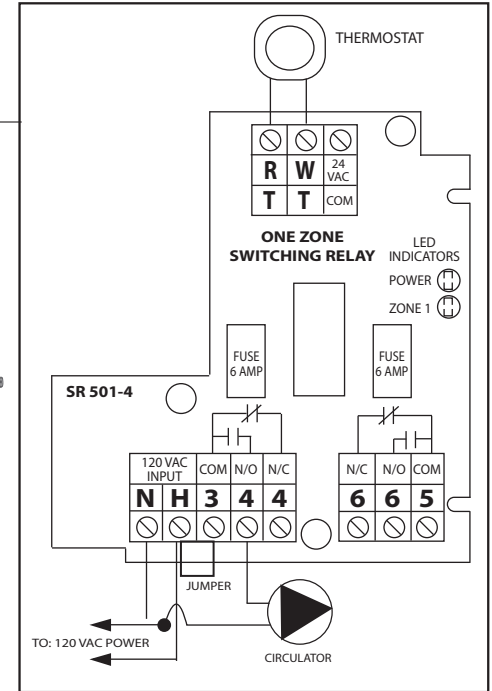 THERMOSTAT
R W 24 VAC
T T COM
ONE ZONE
SWITCHING RELAY
LED
INDICATORS
POWER
ZONE 1
FUSE
6 AMP
FUSE
6 AMP
SR 501-4
120 VAC
INPUT
COM N/O N/C
N H 3 4 4
N/C N/O COM
6 6 5
JUMPER
TO: 120 VAC POWER
CIRCULATOR